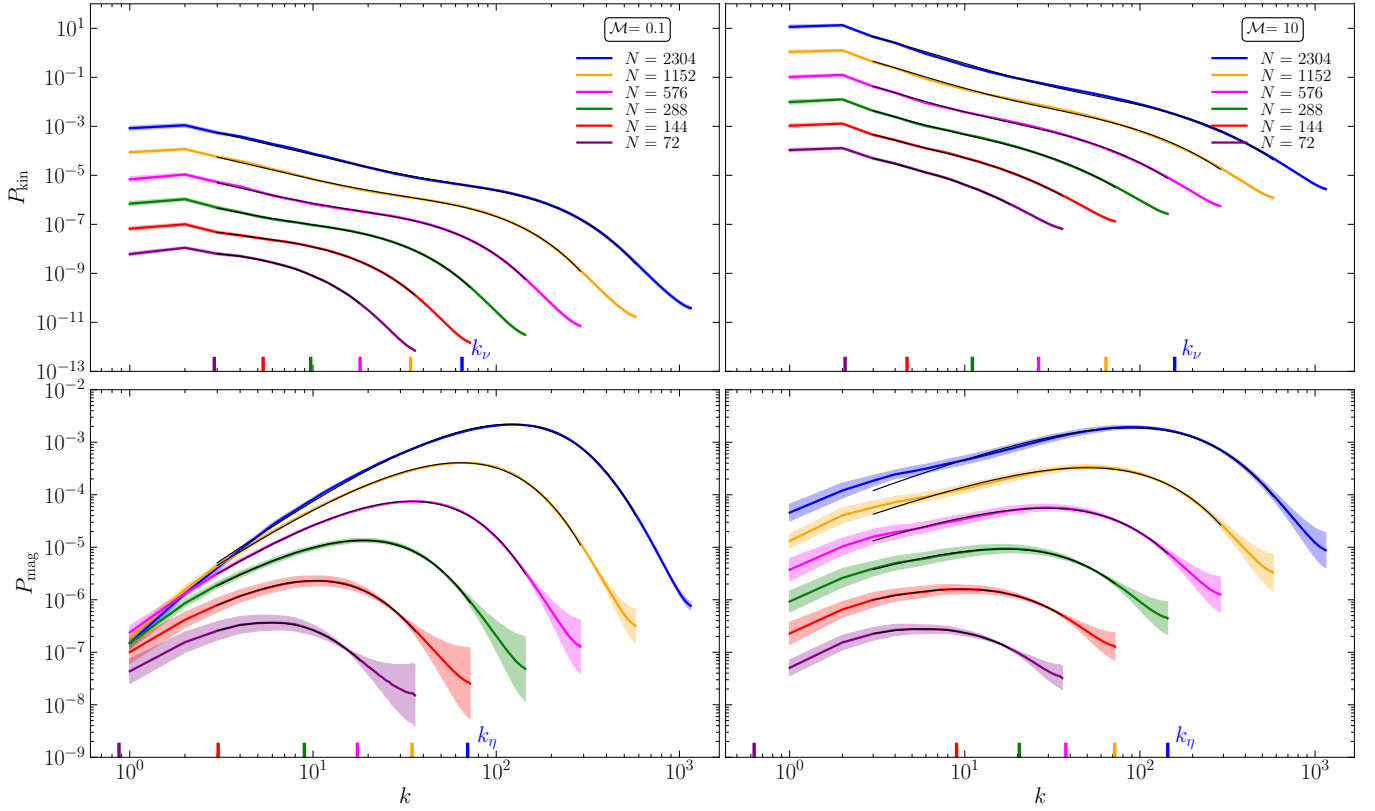 10^1
10^-1
10^-3
10^-5
10^-7
10^-9
10^-11
10^-13
P_kin
M = 0.1
N = 2304
N = 1152
N = 576
N = 288
N = 144
N = 72
k_ν
M = 10
N = 2304
N = 1152
N = 576
N = 288
N = 144
N = 72
k_ν
10^-2
10^-3
10^-4
10^-5
10^-6
10^-7
10^-8
10^-9
P_mag
k_η
k_η
10^0 10^1 10^2 10^3
10^0 10^1 10^2 10^3
k
k